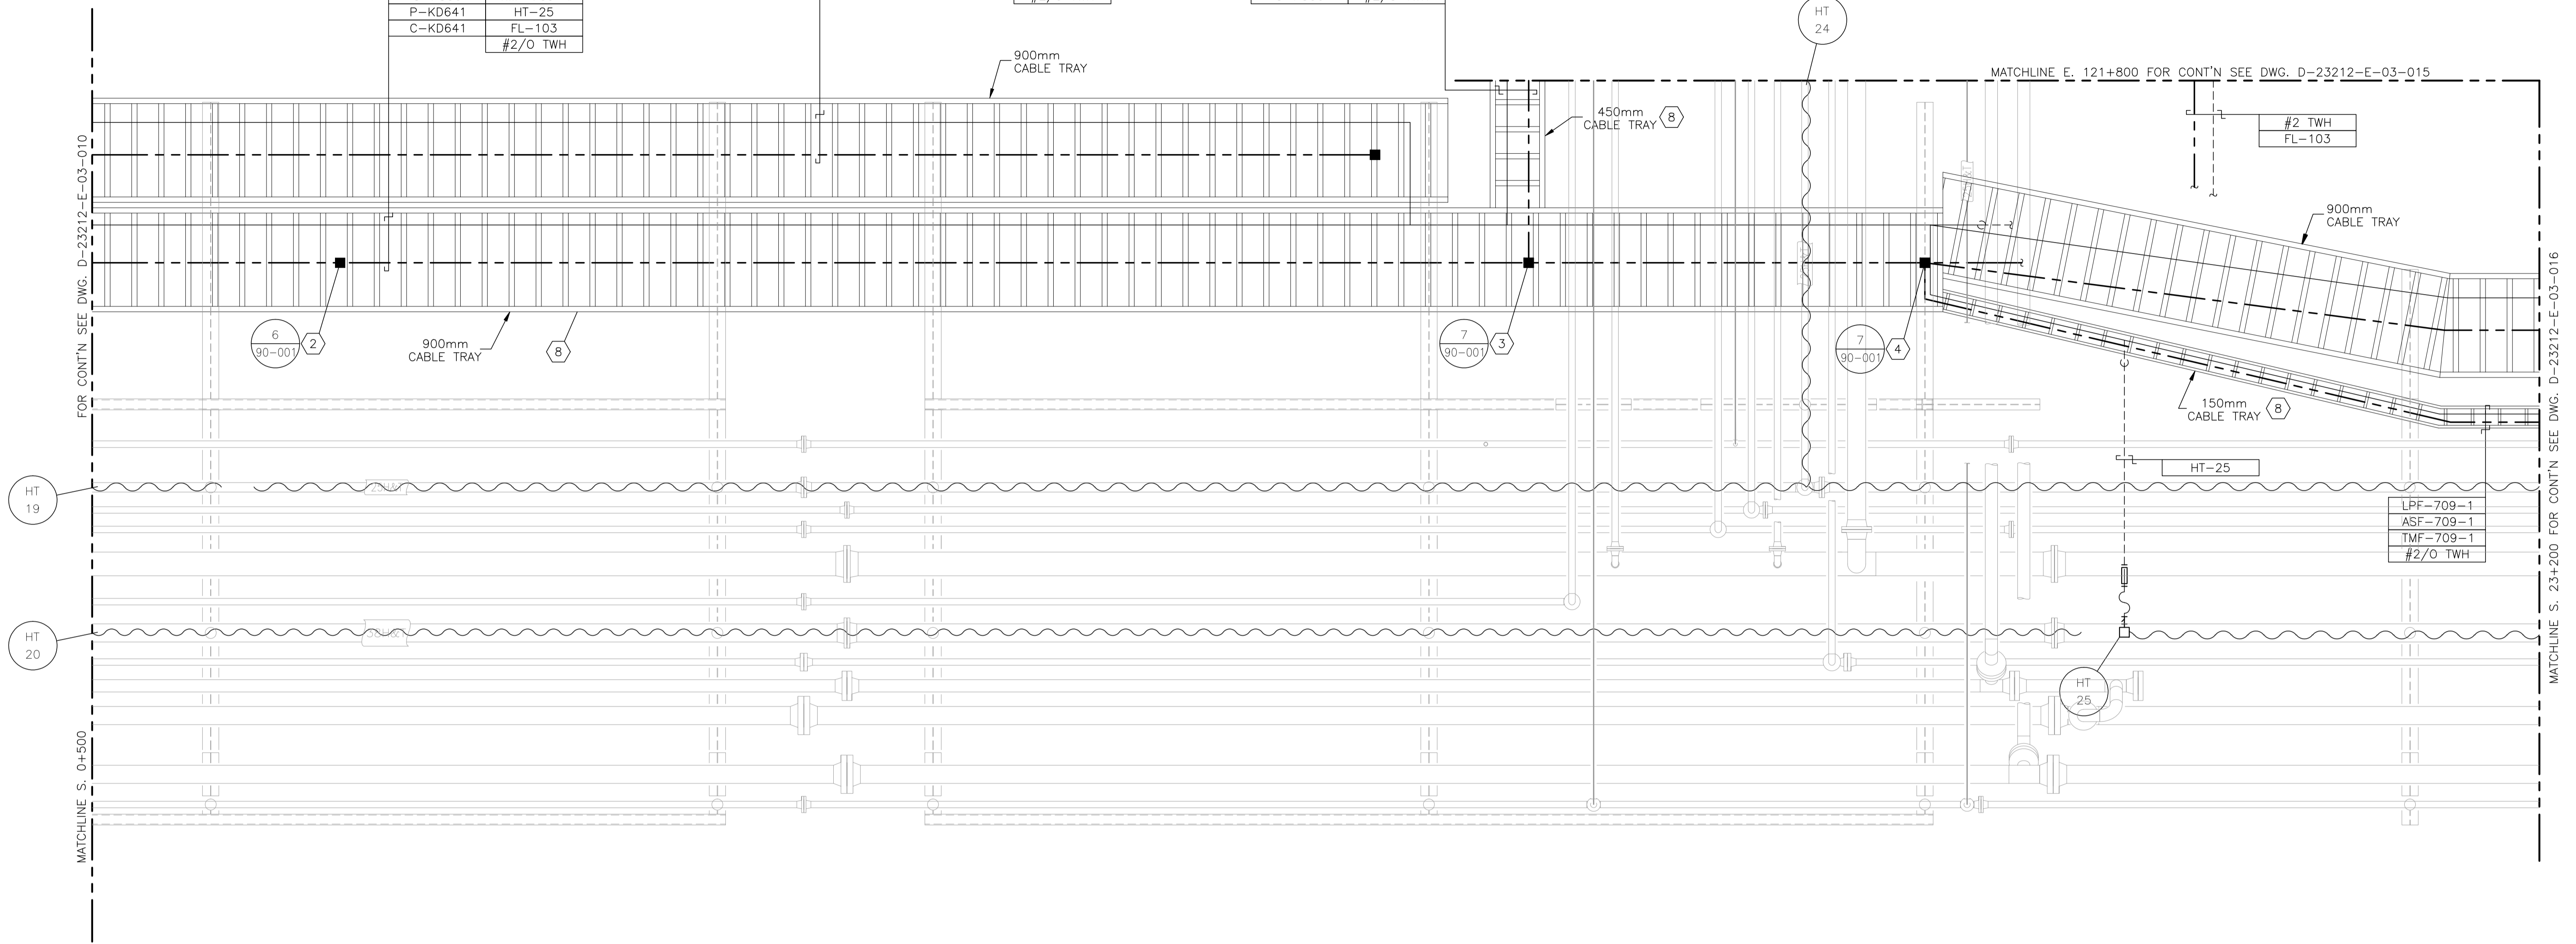 P-KD641 HT-25
C-KD641 FL-103
#2/0 TWH
HT
24
900mm
CABLE TRAY
MATCHLINE E. 121+800 FOR CONT'N SEE DWG. D-23212-E-03-015
450mm
CABLE TRAY 8
#2 TWH
FL-103
FOR CONT'N SEE DWG. D-23212-E-03-010
900mm
CABLE TRAY
6
90-001
2
900mm
CABLE TRAY
8
7
90-001
3
7
90-001
4
150mm
CABLE TRAY 8
HT-25
HT
19
LPF-709-1
ASF-709-1
TMF-709-1
#2/0 TWH
HT
20
HT
25
MATCHLINE S. 0+500
MATCHLINE S. 23+200 FOR CONT'N SEE DWG. D-23212-E-03-016